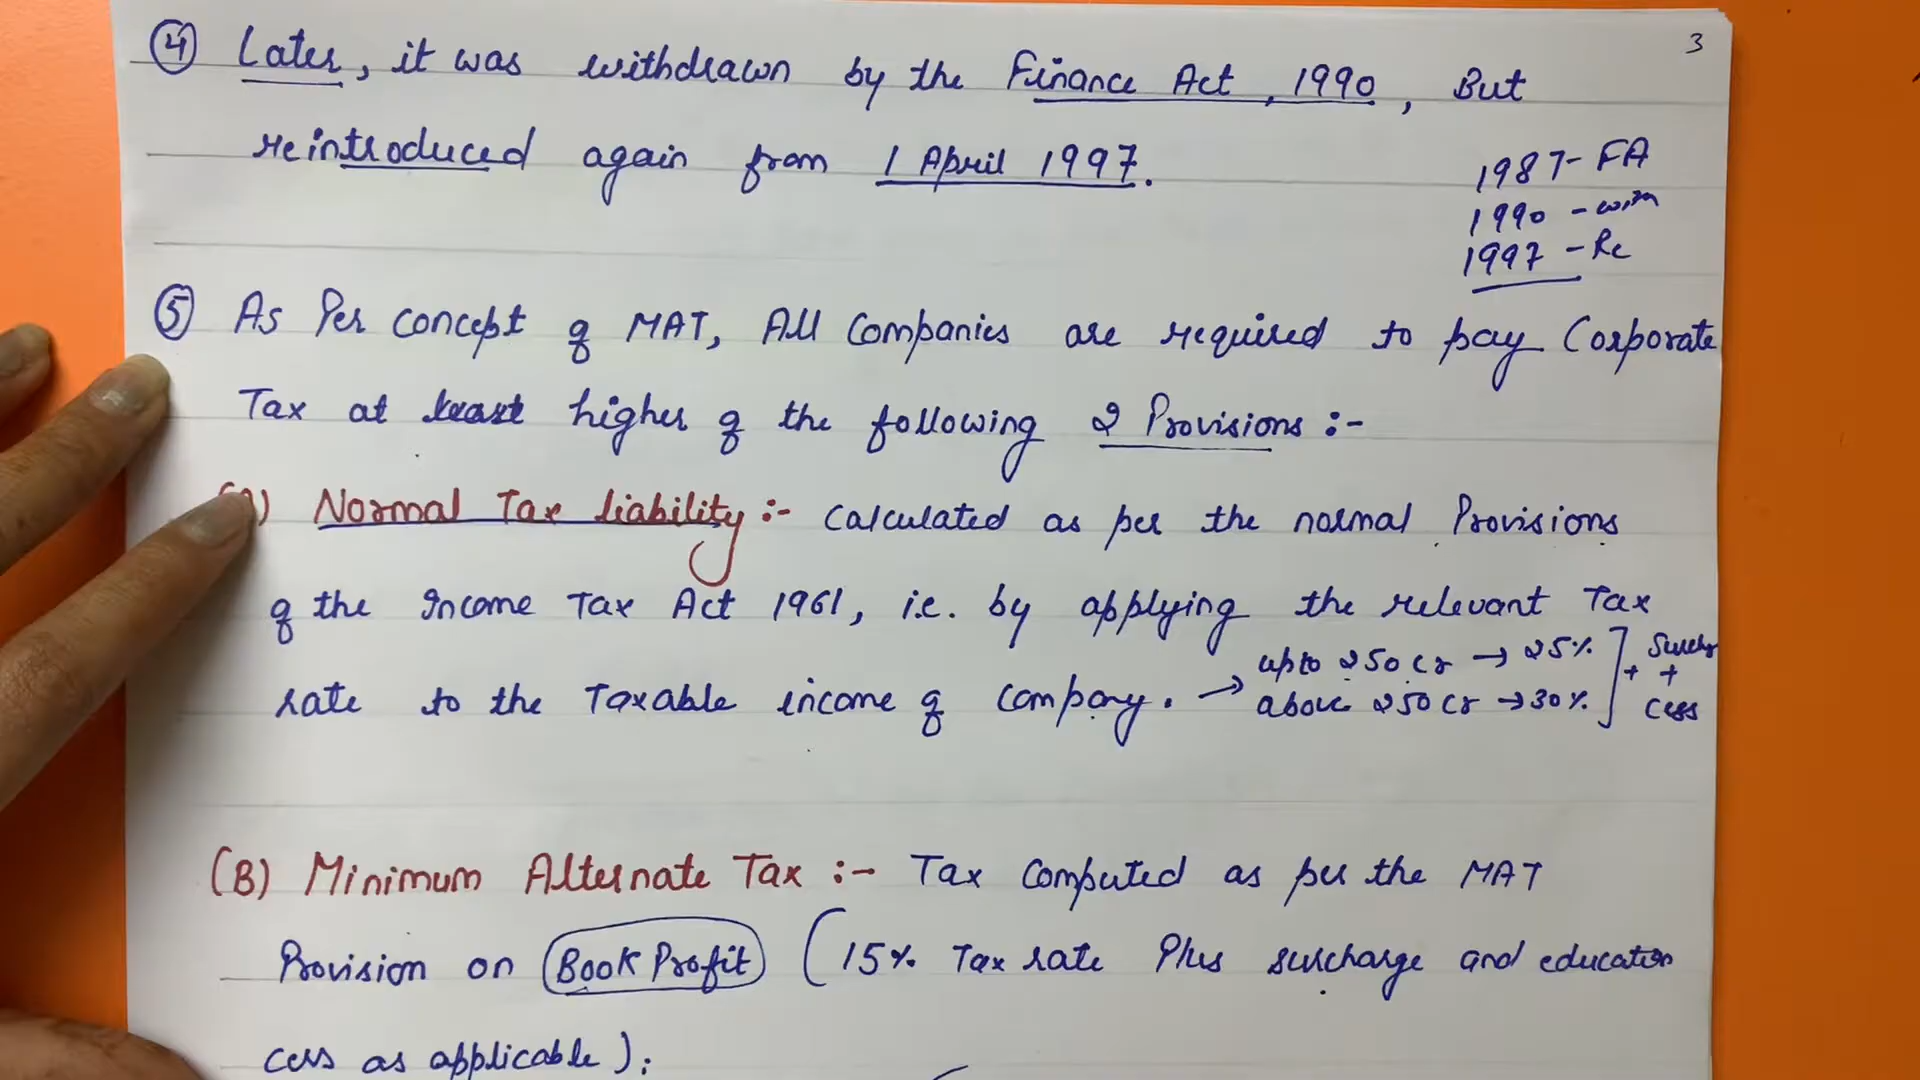 3
④ Later, it was withdrawn by the Finance Act, 1990, But
reintroduced again from 1 April 1997.
1987- FA
1990 - with
1997 - Re
⑤ As Per concept of MAT, All Companies are required to pay Corporate
Tax at least higher of the following 2 Provisions :-
) Normal Tax liability :- Calculated as per the normal Provisions
of the Income Tax Act 1961, i.e. by applying the relevant Tax
rate to the Taxable income of Company. →
upto 250 cr → 25% ] +
above 250 cr → 30%
+
Cess
(B) Minimum Alternate Tax :- Tax Computed as per the MAT
Provision on Book Profit (15% Tax rate Plus surcharge and education
cess as applicable).